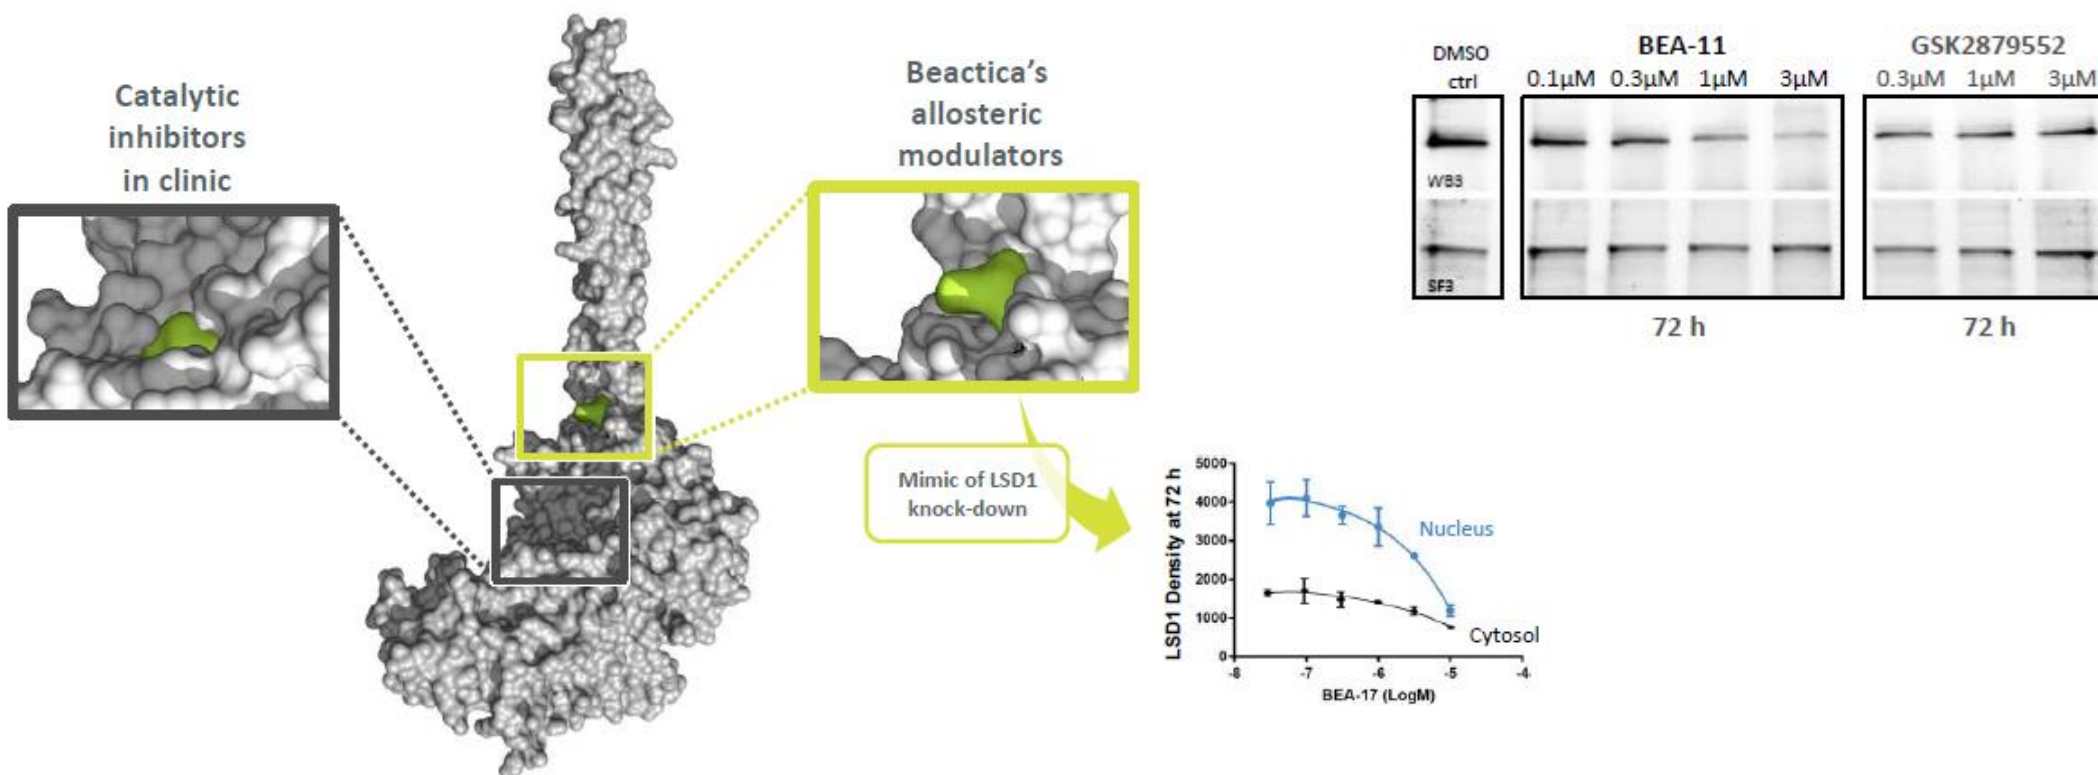 Catalytic
inhibitors
in clinic
Beactica's
allosteric
modulators
Mimic of LSD1
knock-down
DMSO
ctrl
BEA-11
0.1µM 0.3µM 1µM 3µM
GSK2879552
0.3µM 1µM 3µM
WB3
SF3
72 h
72 h
LSD1 Density at 72 h
5000
4000
3000
2000
1000
0
Nucleus
Cytosol
-8 -7 -6 -5 -4
BEA-17 (LogM)